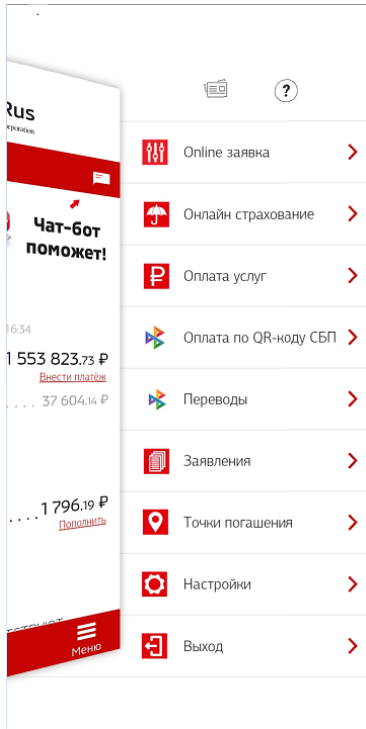 Rus
Corporation
Чат-бот
поможет!
16:34
1 553 823.73 ₽
Внести платёж
.... 37 604.14 ₽
....1 796.19 ₽
Пополнить
Меню
?
Online заявка
Онлайн страхование
Оплата услуг
Оплата по QR-коду СБП
Переводы
Заявления
Точки погашения
Настройки
Выход